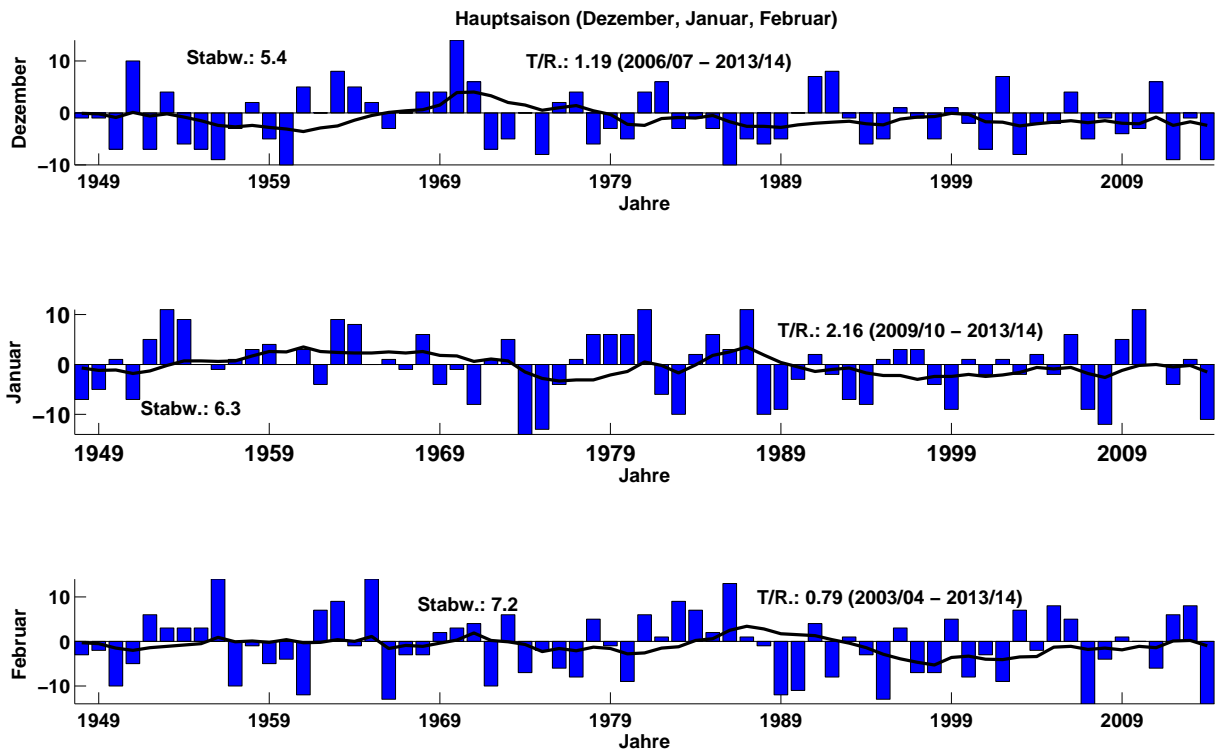 Hauptsaison (Dezember, Januar, Februar)
Stabw.: 5.4
T/R.: 1.19 (2006/07 − 2013/14)
Dezember
10
0
−10
1949 1959 1969 1979 1989 1999 2009
Jahre
T/R.: 2.16 (2009/10 − 2013/14)
Januar
10
0
−10
Stabw.: 6.3
1949 1959 1969 1979 1989 1999 2009
Jahre
Stabw.: 7.2
T/R.: 0.79 (2003/04 − 2013/14)
Februar
10
0
−10
1949 1959 1969 1979 1989 1999 2009
Jahre